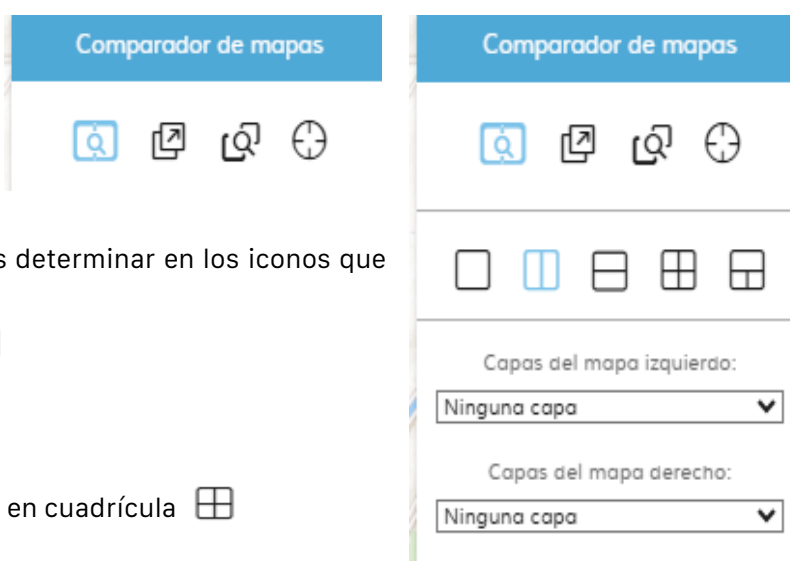 Comparador de mapas
s determinar en los iconos que
en cuadrícula
Comparador de mapas
Capas del mapa izquierdo:
Ninguna capa
Capas del mapa derecho:
Ninguna capa